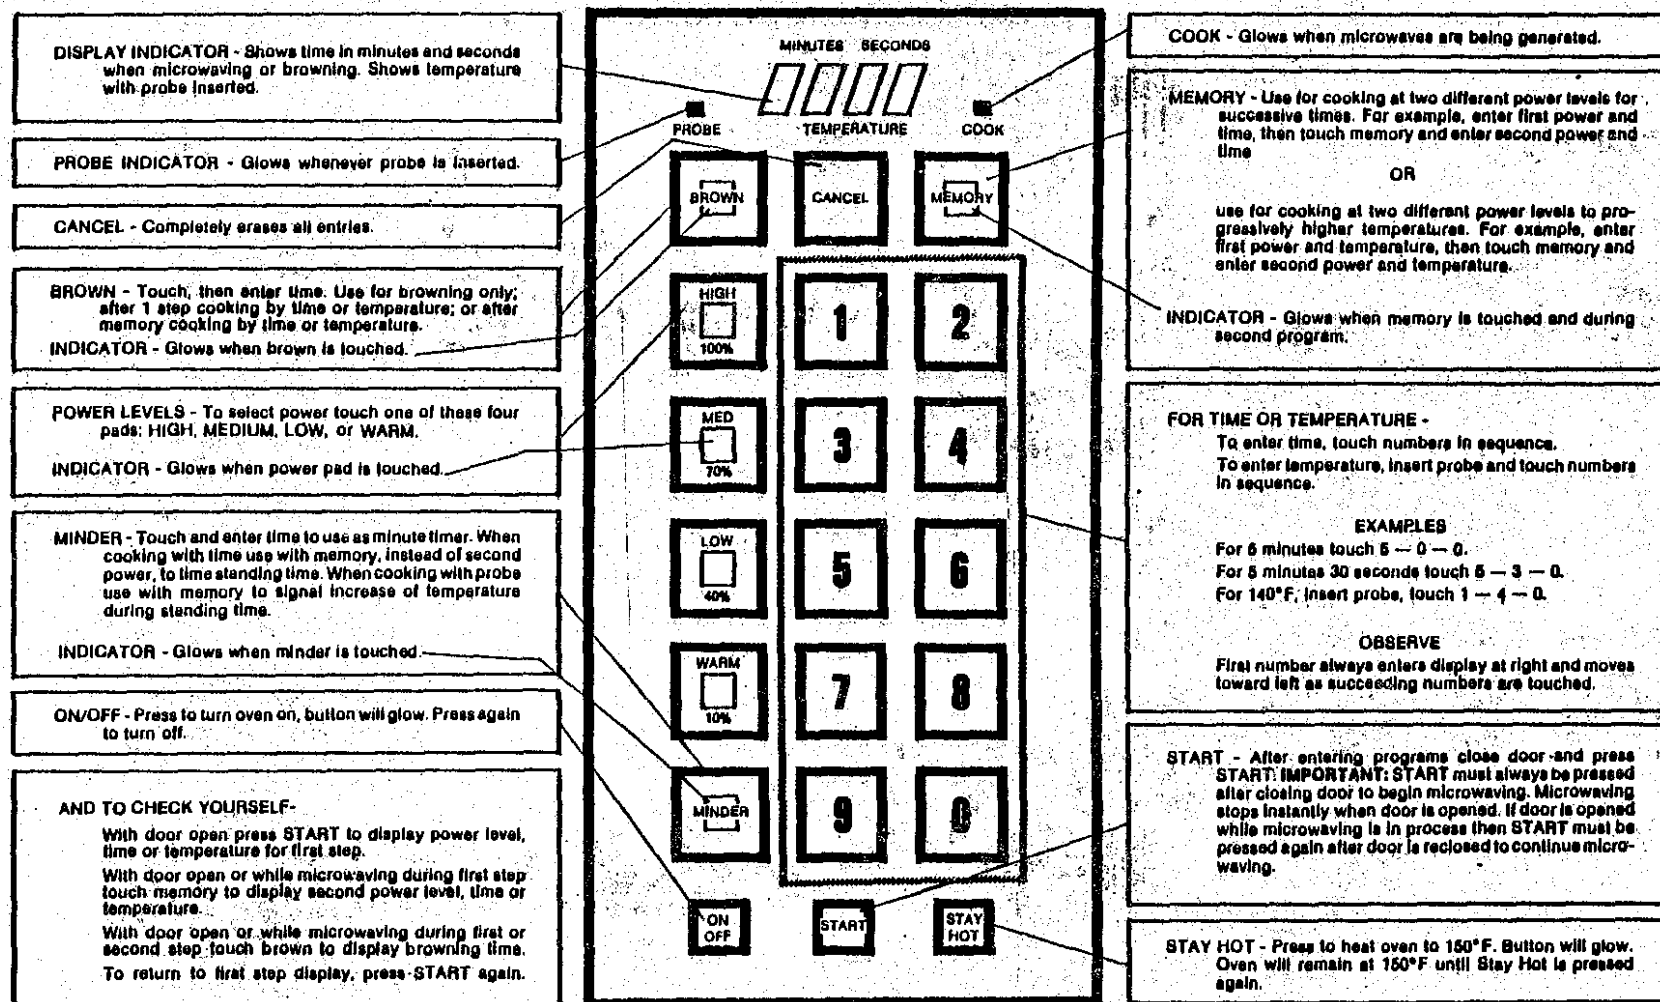 DISPLAY INDICATOR - Shows time in minutes and seconds
when microwaving or browning. Shows temperature
with probe inserted.
PROBE INDICATOR - Glows whenever probe is inserted.
CANCEL - Completely erases all entries.
BROWN - Touch, then enter time. Use for browning only;
after 1 step cooking by time or temperature; or after
memory cooking by time or temperature.
INDICATOR - Glows when brown is touched.
POWER LEVELS - To select power touch one of these four
pads: HIGH, MEDIUM, LOW, or WARM.
INDICATOR - Glows when power pad is touched.
MINDER - Touch and enter time to use as minute timer. When
cooking with time use with memory, instead of second
power, to time standing time. When cooking with probe
use with memory to signal increase of temperature
during standing time.
INDICATOR - Glows when minder is touched.
ON/OFF - Press to turn oven on, button will glow. Press again
to turn off.
AND TO CHECK YOURSELF-
With door open press START to display power level,
time or temperature for first step.
With door open or while microwaving during first step
touch memory to display second power level, time or
temperature.
With door open or while microwaving during first or
second step touch brown to display browning time.
To return to first step display, press START again.
MINUTES SECONDS
PROBE TEMPERATURE COOK
BROWN CANCEL MEMORY
HIGH
100%
1 2
MED
70%
3 4
LOW
40%
5 6
WARM
10%
7 8
MINDER 9 0
ON
OFF
START
STAY
HOT
COOK - Glows when microwaves are being generated.
MEMORY - Use for cooking at two different power levels for
successive times. For example, enter first power and
time, then touch memory and enter second power and
time
OR
use for cooking at two different power levels to pro-
gressively higher temperatures. For example, enter
first power and temperature, then touch memory and
enter second power and temperature.
INDICATOR - Glows when memory is touched and during
second program.
FOR TIME OR TEMPERATURE -
To enter time, touch numbers in sequence.
To enter temperature, insert probe and touch numbers
in sequence.
EXAMPLES
For 5 minutes touch 5 — 0 — 0.
For 5 minutes 30 seconds touch 5 — 3 — 0.
For 140°F, insert probe, touch 1 — 4 — 0.
OBSERVE
First number always enters display at right and moves
toward left as succeeding numbers are touched.
START - After entering programs close door and press
START. IMPORTANT: START must always be pressed
after closing door to begin microwaving. Microwaving
stops instantly when door is opened. If door is opened
while microwaving is in process then START must be
pressed again after door is reclosed to continue micro-
waving.
STAY HOT - Press to heat oven to 150°F. Button will glow.
Oven will remain at 150°F until Stay Hot is pressed
again.